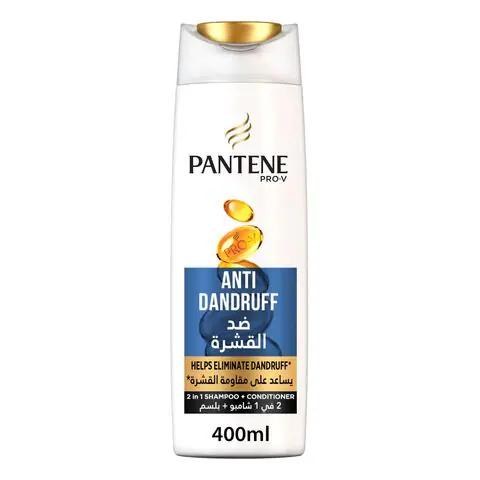 PANTENE
PRO-V
PRO-V
ANTI
DANDRUFF
ضد
القشرة
HELPS ELIMINATE DANDRUFF*
يساعد على مقاومة القشرة*
2 in 1 SHAMPOO + CONDITIONER
2 في 1 شامبو + بلسم
400ml